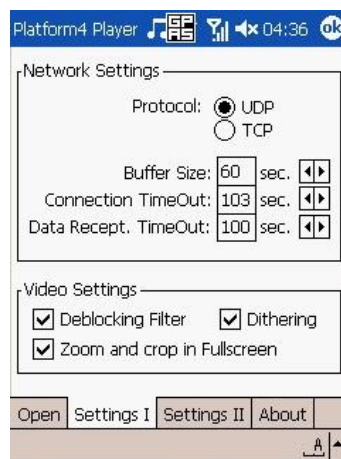 Platform4 Player GPRS 04:36 ok
Network Settings
Protocol: UDP
TCP
Buffer Size: 60 sec.
Connection TimeOut: 103 sec.
Data Recept. TimeOut: 100 sec.
Video Settings
Deblocking Filter Dithering
Zoom and crop in Fullscreen
Open Settings I Settings II About
A